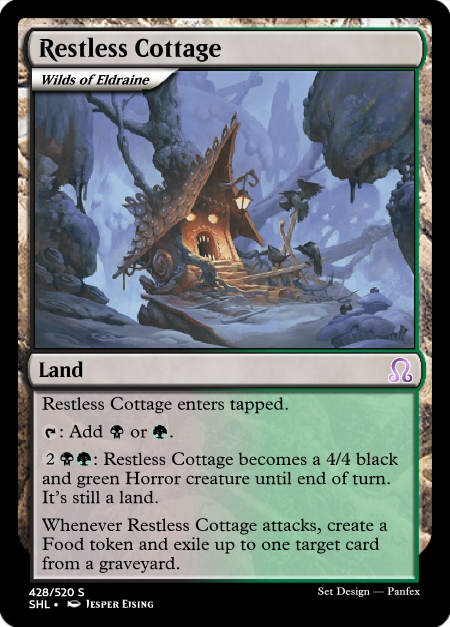 Restless Cottage
Wilds of Eldraine
Land
Restless Cottage enters tapped.
: Add or .
2 : Restless Cottage becomes a 4/4 black
and green Horror creature until end of turn.
It's still a land.
Whenever Restless Cottage attacks, create a
Food token and exile up to one target card
from a graveyard.
428/520 S
Set Design — Panfex
SHL • Jesper Eising